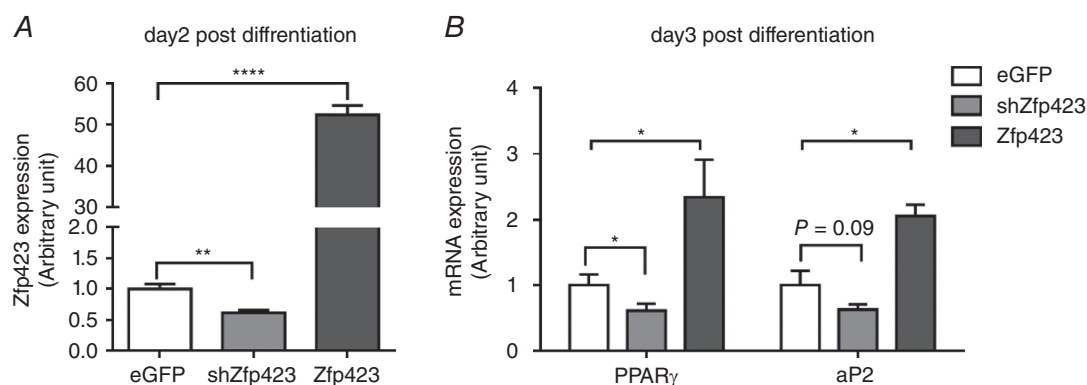 A
day2 post diffrentiation
Zfp423 expression
(Arbitrary unit)
60
50
40
30
2.0
1.5
1.0
0.5
0.0
****
**
eGFP
shZfp423
Zfp423
B
day3 post differentiation
mRNA expression
(Arbitrary unit)
4
3
2
1
0
*
*
*
P = 0.09
PPARγ
aP2
eGFP
shZfp423
Zfp423